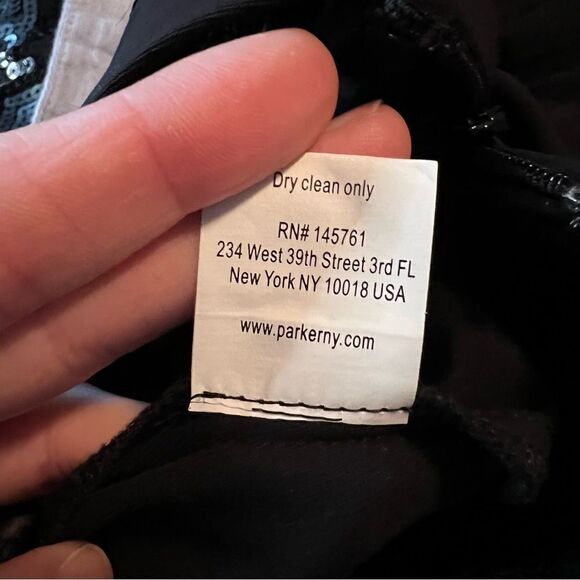 Dry clean only
RN# 145761
234 West 39th Street 3rd FL
New York NY 10018 USA
www.parkerny.com